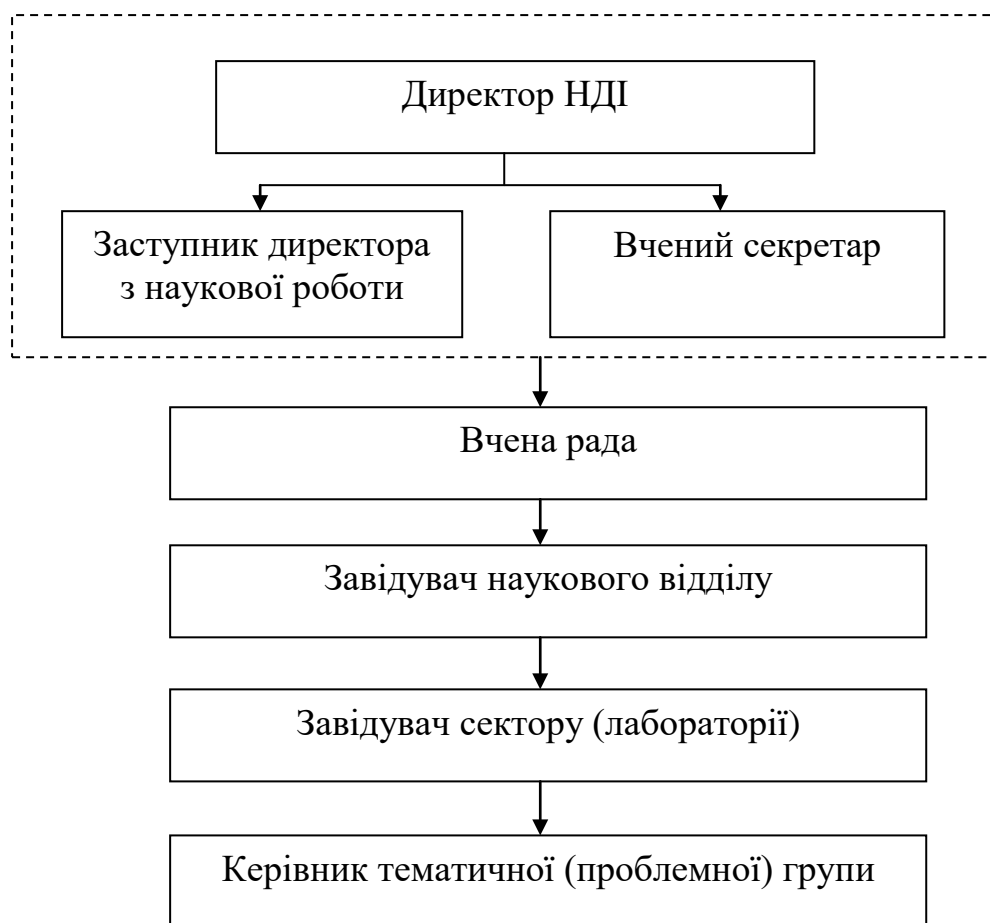 Директор НДІ
Заступник директора
з наукової роботи
Вчений секретар
Вчена рада
Завідувач наукового відділу
Завідувач сектору (лабораторії)
Керівник тематичної (проблемної) групи